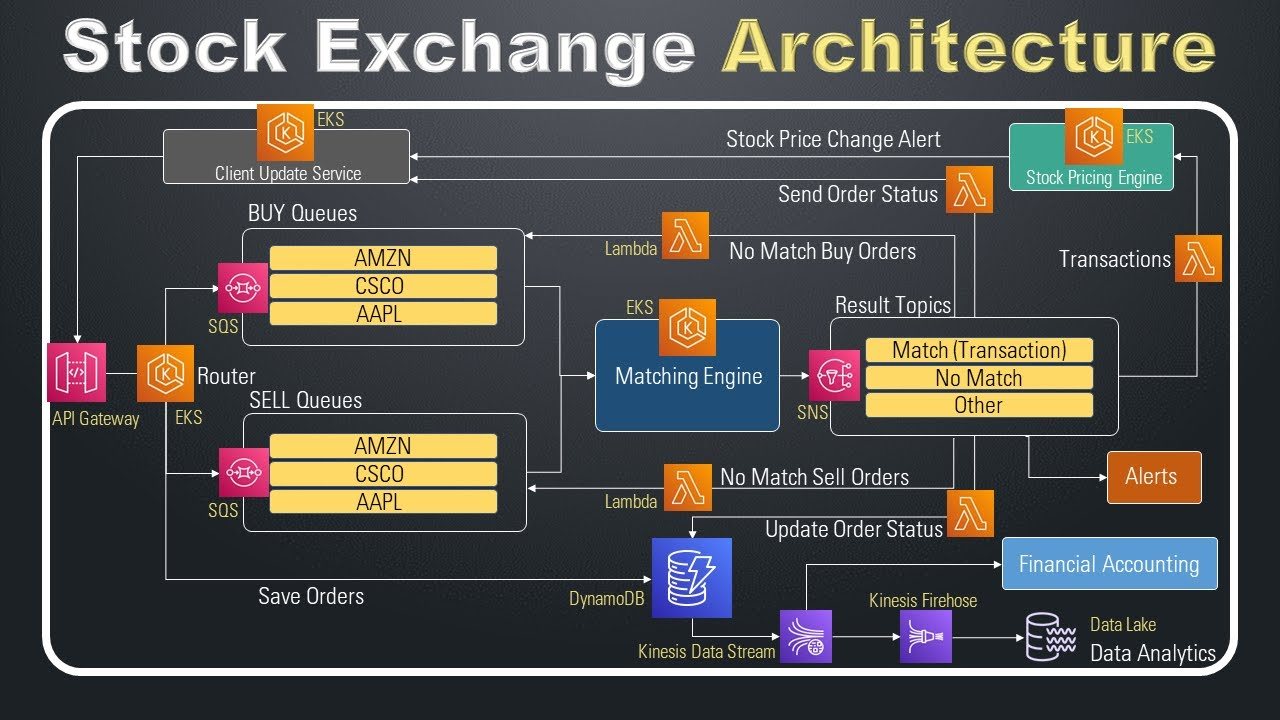 Stock Exchange Architecture
EKS
Client Update Service
Stock Price Change Alert
EKS
Stock Pricing Engine
Send Order Status
BUY Queues
AMZN
CSCO
AAPL
SQS
Lambda
No Match Buy Orders
Transactions
EKS
Matching Engine
Result Topics
Match (Transaction)
No Match
Other
SNS
API Gateway
Router
EKS
SELL Queues
AMZN
CSCO
AAPL
SQS
Lambda
No Match Sell Orders
Alerts
Update Order Status
Save Orders
DynamoDB
Financial Accounting
Kinesis Data Stream
Kinesis Firehose
Data Lake
Data Analytics